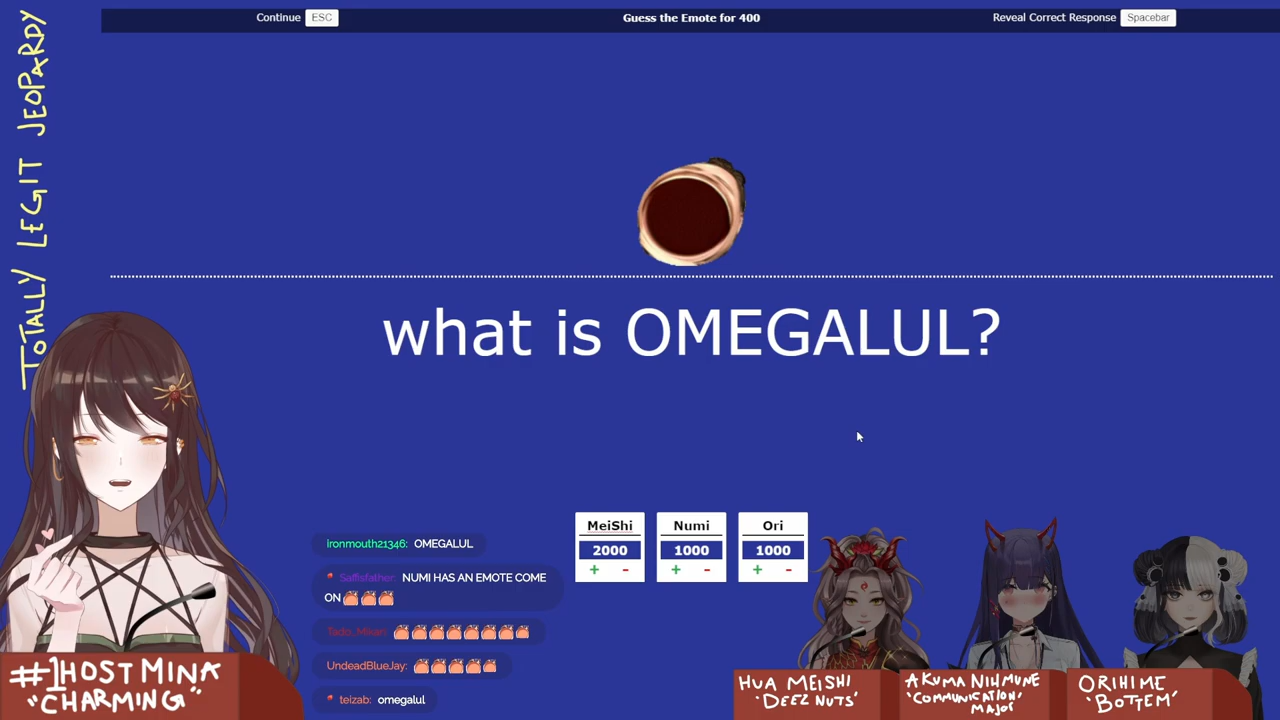 Continue ESC
Guess the Emote for 400
Reveal Correct Response Spacebar
TOTALLY LEGIT JEOPARDY
what is OMEGALUL?
ironmouth21346: OMEGALUL
Saffisfather: NUMI HAS AN EMOTE COME
ON
Tado_Mikari:
UndeadBlueJay:
teizab: omegalul
MeiShi
2000
+ -
Numi
1000
+ -
Ori
1000
+ -
#1HOST MINA
"CHARMING"
HUA MEISHI
'DEEZ NUTS'
AKUMA NIHMUNE
"COMMUNICATION"
MAJOR
ORIHIME
'BOTTEM'